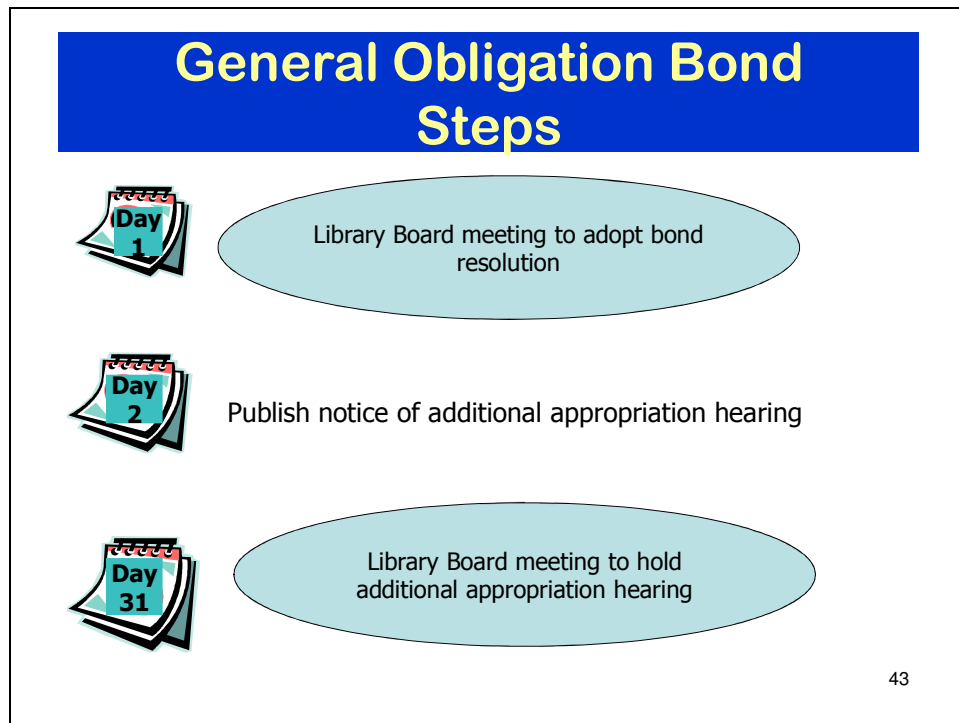 General Obligation Bond
Steps
Day
1
Library Board meeting to adopt bond
resolution
Day
2
Publish notice of additional appropriation hearing
Day
31
Library Board meeting to hold
additional appropriation hearing
43